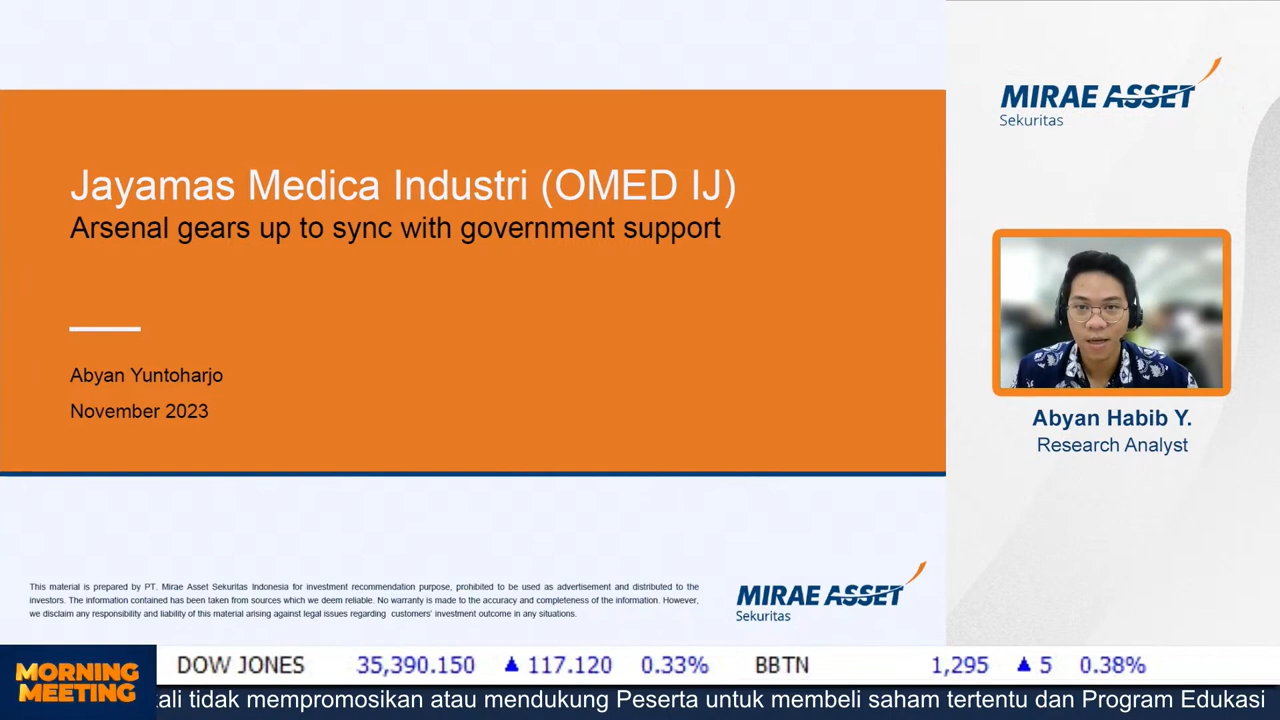 Jayamas Medica Industri (OMED IJ)
Arsenal gears up to sync with government support
Abyan Yuntoharjo
November 2023
This material is prepared by PT. Mirae Asset Sekuritas Indonesia for investment recommendation purpose, prohibited to be used as advertisement and distributed to the
investors. The information contained has been taken from sources which we deem reliable. No warranty is made to the accuracy and completeness of the information. However,
we disclaim any responsibility and liability of this material arising against legal issues regarding customers' investment outcome in any situations.
MIRAE ASSET
Sekuritas
MIRAE ASSET
Sekuritas
Abyan Habib Y.
Research Analyst
MORNING
MEETING
DOW JONES 35,390.150 ▲ 117.120 0.33% BBTN 1,295 ▲ 5 0.38%
tidak mempromosikan atau mendukung Peserta untuk membeli saham tertentu dan Program Edukasi